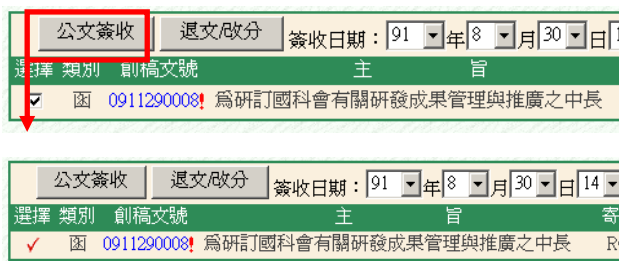 公文簽收 退文/改分 簽收日期：91 年 8 月 30 日 1
選擇 類別 創稿文號 主 旨
函 0911290008! 為研訂國科會有關研發成果管理與推廣之中長
公文簽收 退文/改分 簽收日期：91 年 8 月 30 日 14
選擇 類別 創稿文號 主 旨 寄
函 0911290008! 為研訂國科會有關研發成果管理與推廣之中長 R